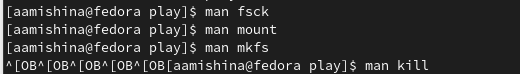 [aamishina@fedora play]$ man fsck
[aamishina@fedora play]$ man mount
[aamishina@fedora play]$ man mkfs
^[OB^[OB^[OB^[OB^[OB[aamishina@fedora play]$ man kill